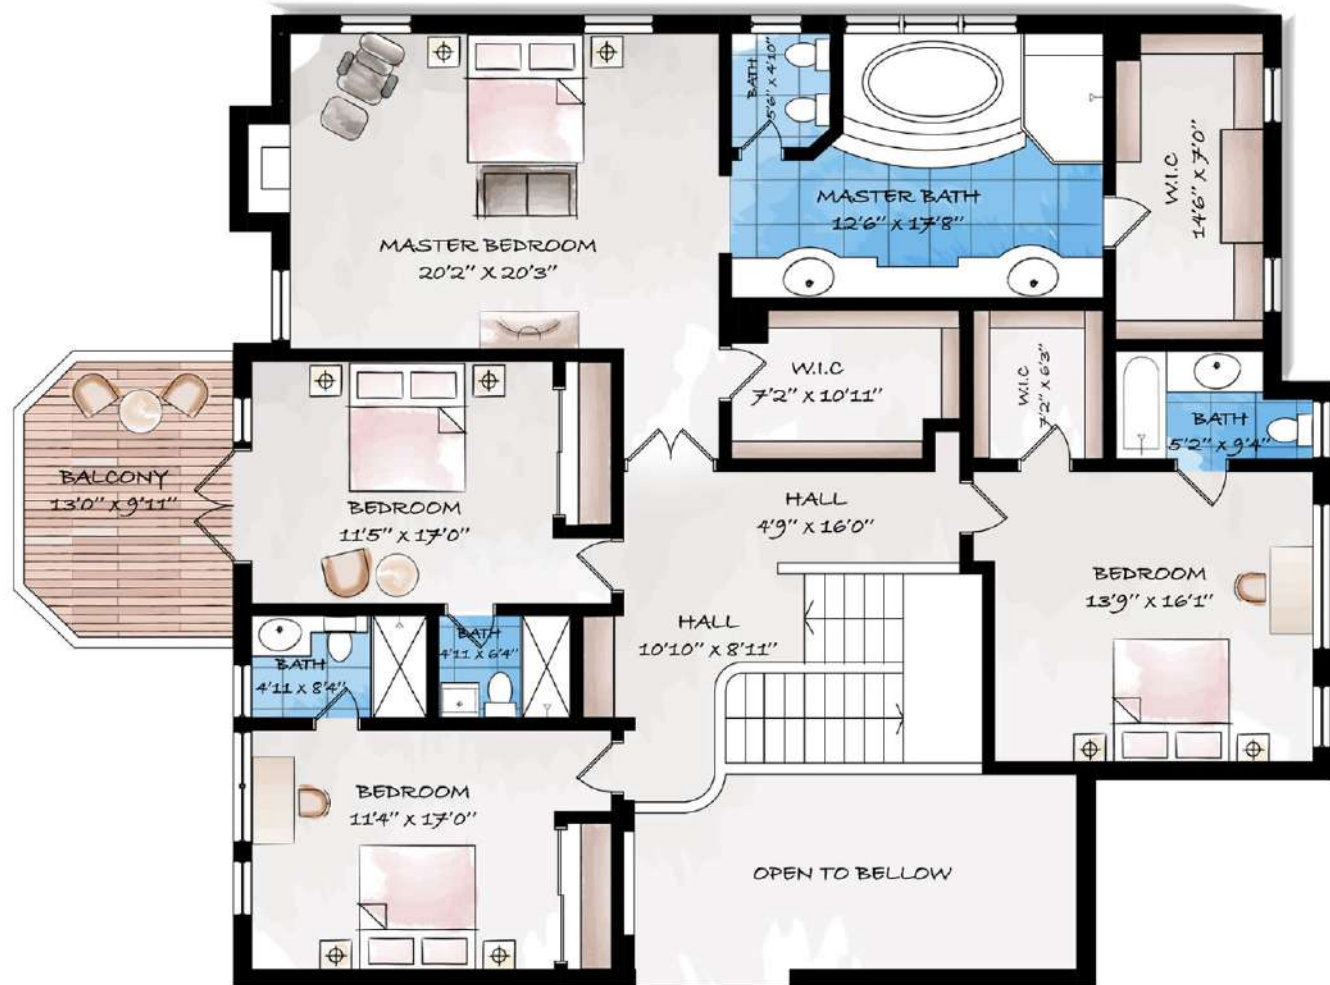 BATH
5'6" X 4'10"
MASTER BATH
12'6" X 17'8"
W.I.C
14'6" X 7'0"
MASTER BEDROOM
20'2" X 20'3"
W.I.C
7'2" X 10'11"
W.I.C
7'2" X 6'3"
BATH
5'2" X 9'4"
BALCONY
13'0" X 9'11"
BEDROOM
11'5" X 17'0"
HALL
4'9" X 16'0"
BEDROOM
13'9" X 16'1"
HALL
10'10" X 8'11"
BATH
4'11 X 8'4"
BATH
4'11 X 6'4"
BEDROOM
11'4" X 17'0"
OPEN TO BELLOW